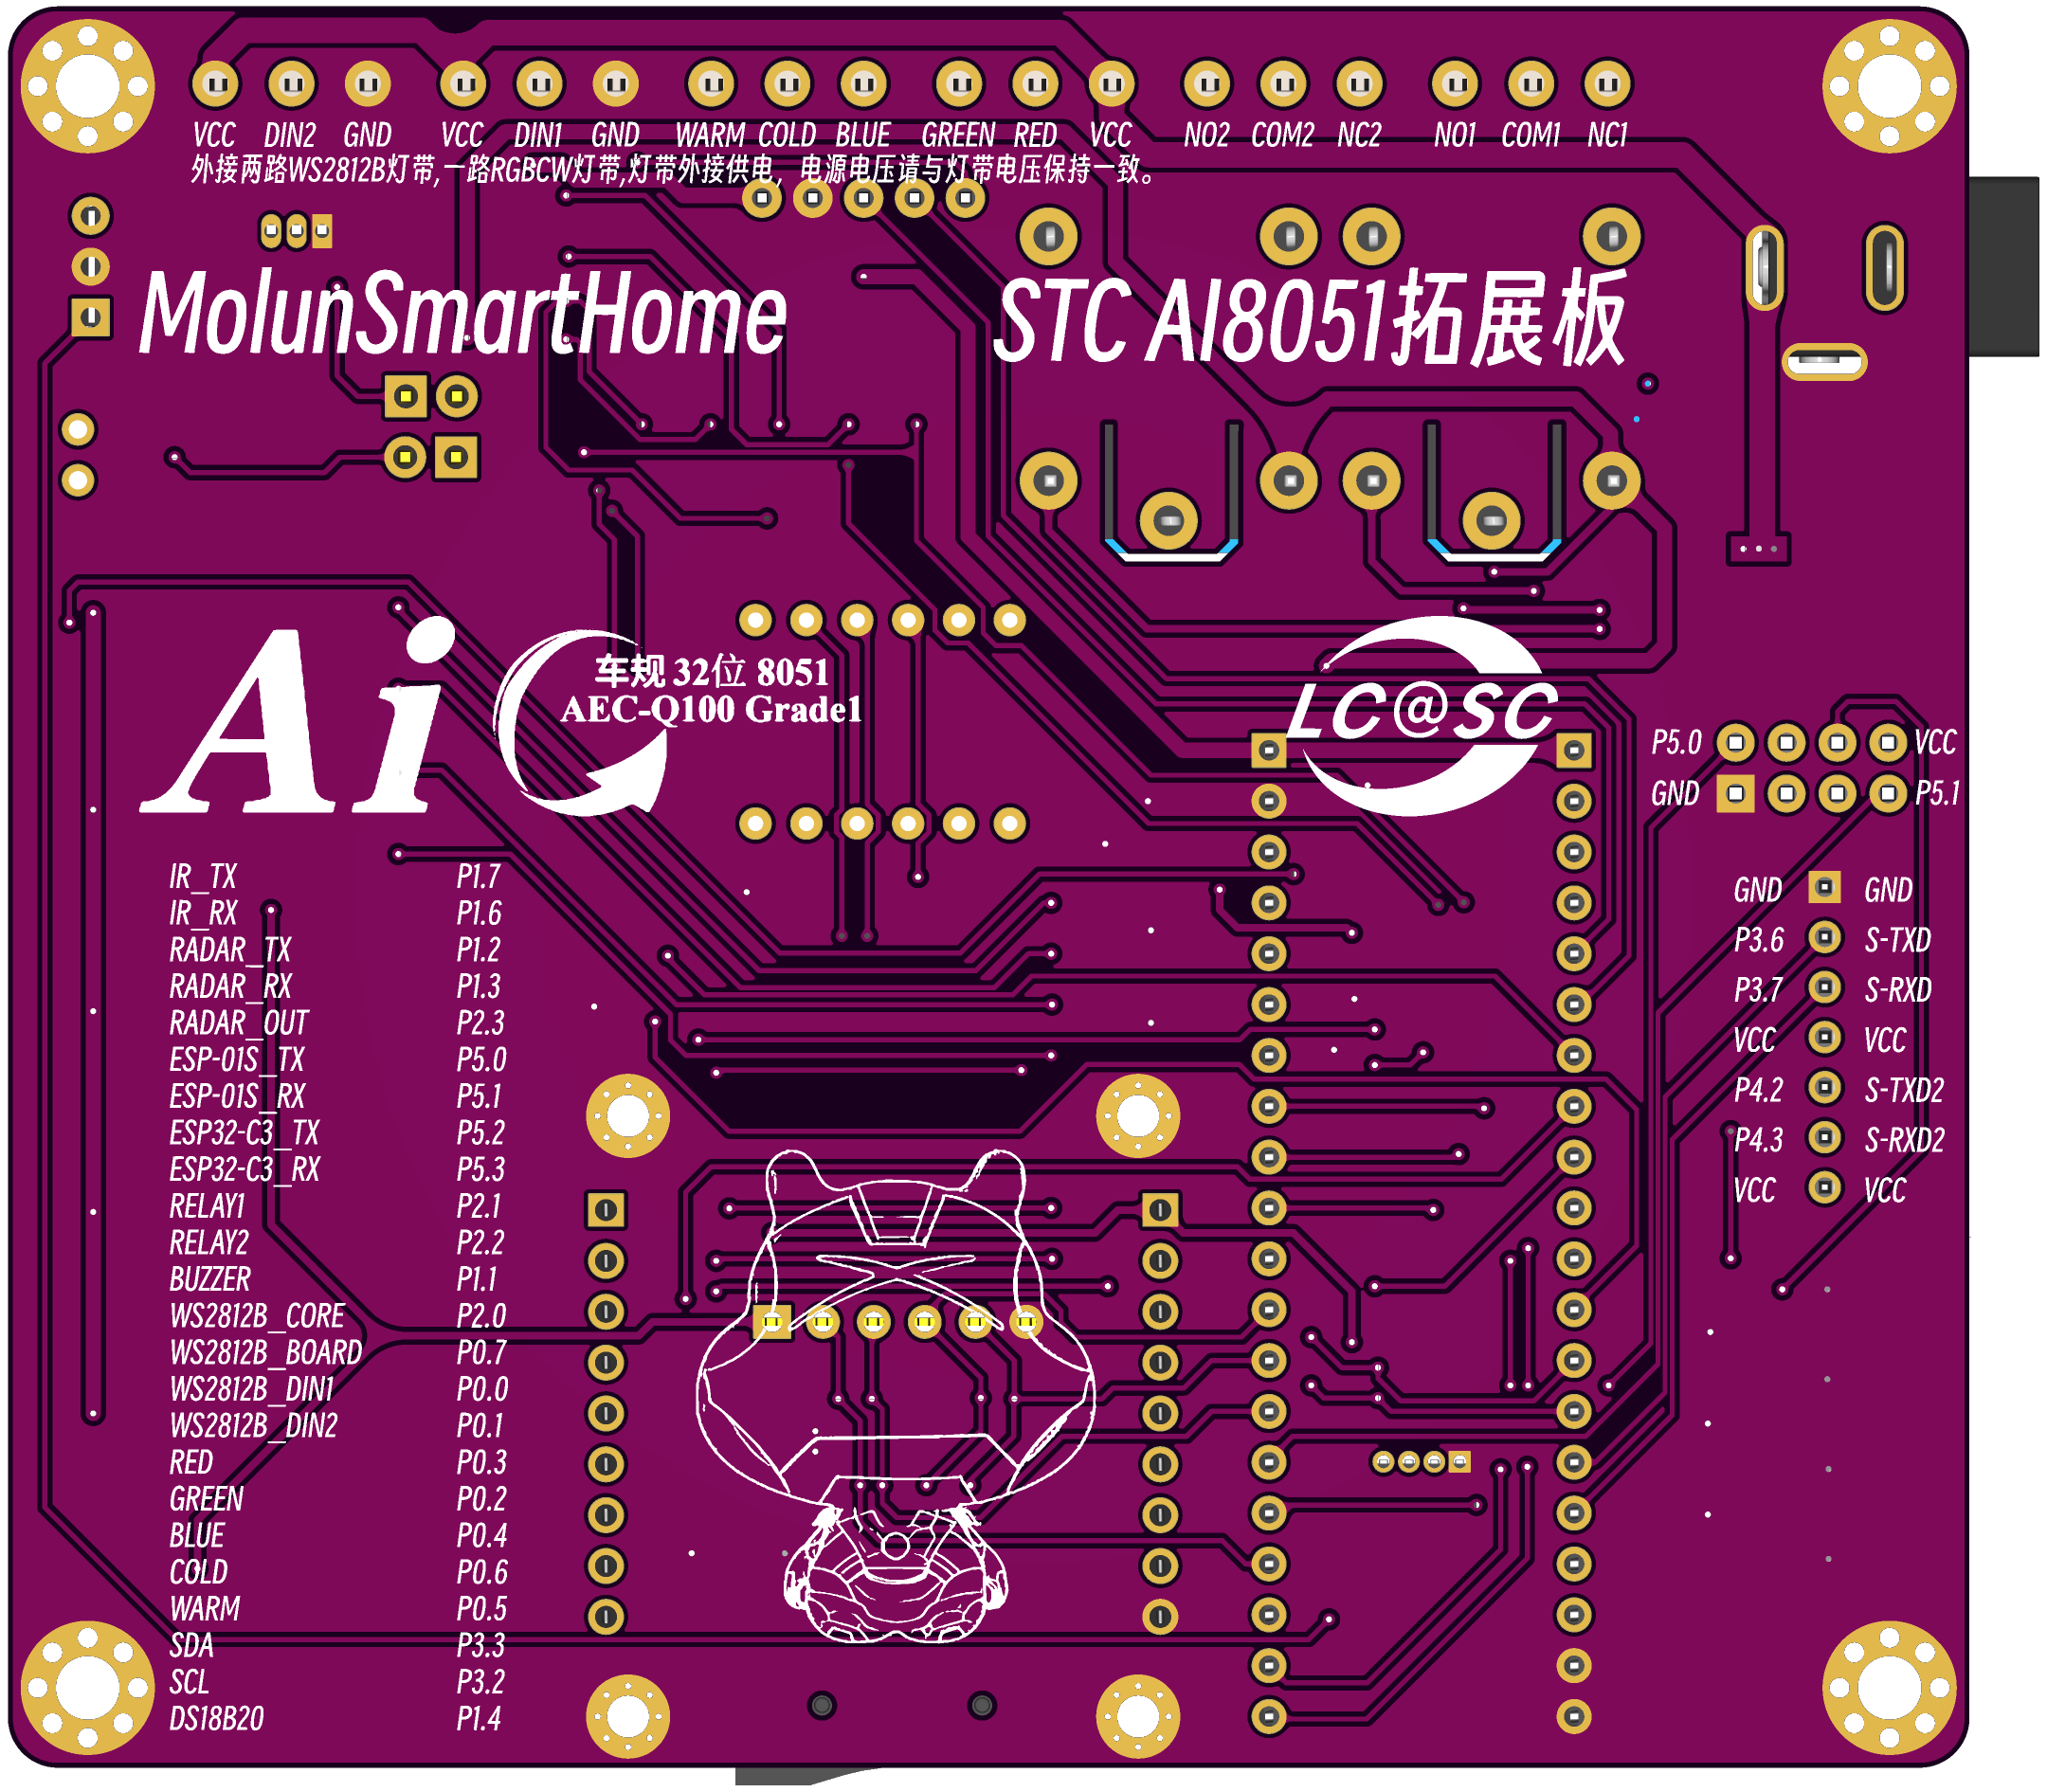 VCC DIN2 GND VCC DIN1 GND WARM COLD BLUE GREEN RED VCC NO2 COM2 NC2 NO1 COM1 NC1
外接两路WS2812B灯带,一路RGBCW灯带,灯带外接供电，电源电压请与灯带电压保持一致。
MolunSmartHome
STC AI8051拓展板
Ai
车规 32位 8051
AEC-Q100 Grade1
LC@SC
P5.0 VCC
GND P5.1
GND GND
P3.6 S-TXD
P3.7 S-RXD
VCC VCC
P4.2 S-TXD2
P4.3 S-RXD2
VCC VCC
IR_TX P1.7
IR_RX P1.6
RADAR_TX P1.2
RADAR_RX P1.3
RADAR_OUT P2.3
ESP-01S_TX P5.0
ESP-01S_RX P5.1
ESP32-C3_TX P5.2
ESP32-C3_RX P5.3
RELAY1 P2.1
RELAY2 P2.2
BUZZER P1.1
WS2812B_CORE P2.0
WS2812B_BOARD P0.7
WS2812B_DIN1 P0.0
WS2812B_DIN2 P0.1
RED P0.3
GREEN P0.2
BLUE P0.4
COLD P0.6
WARM P0.5
SDA P3.3
SCL P3.2
DS18B20 P1.4